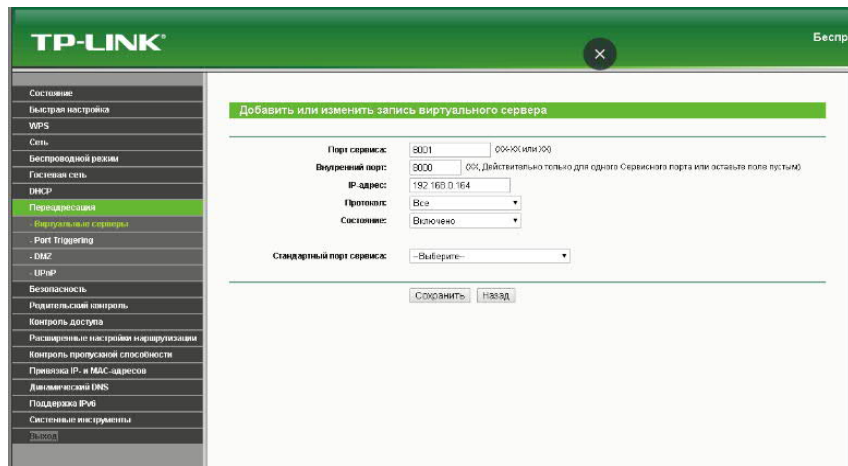 TP-LINK®
Беспр
Состояние
Быстрая настройка
WPS
Сеть
Беспроводной режим
Гостевая сеть
DHCP
Переадресация
- Виртуальные серверы
- Port Triggering
- DMZ
- UPnP
Безопасность
Родительский контроль
Контроль доступа
Расширенные настройки маршрутизации
Контроль пропускной способности
Привязка IP- и MAC-адресов
Динамический DNS
Поддержка IPv6
Системные инструменты
Выход
Добавить или изменить запись виртуального сервера
Порт сервиса: 8001 (XX-XX или XX)
Внутренний порт: 8000 (XX, Действительно только для одного Сервисного порта или оставьте поле пустым)
IP-адрес: 192.168.0.164
Протокол: Все
Состояние: Включено
Стандартный порт сервиса: --Выберите--
Сохранить Назад